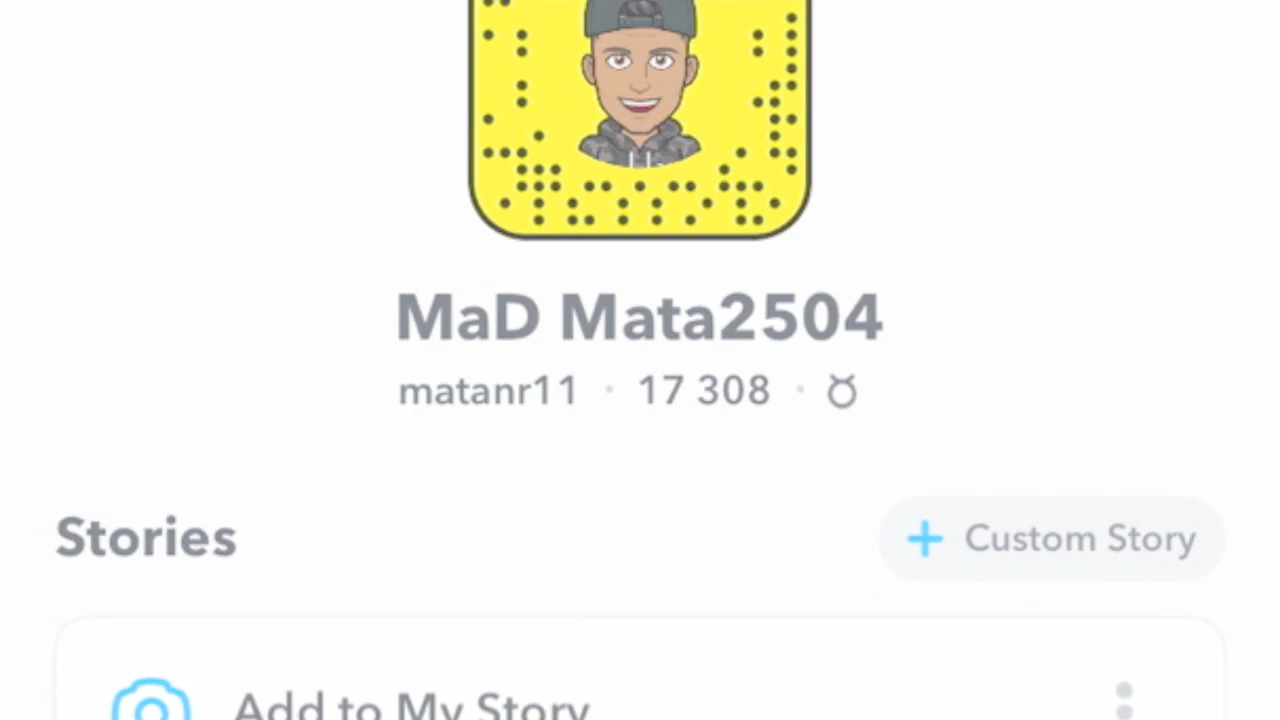 MaD Mata2504
matanr11 · 17 308 · ♉
Stories
+ Custom Story
Add to My Story